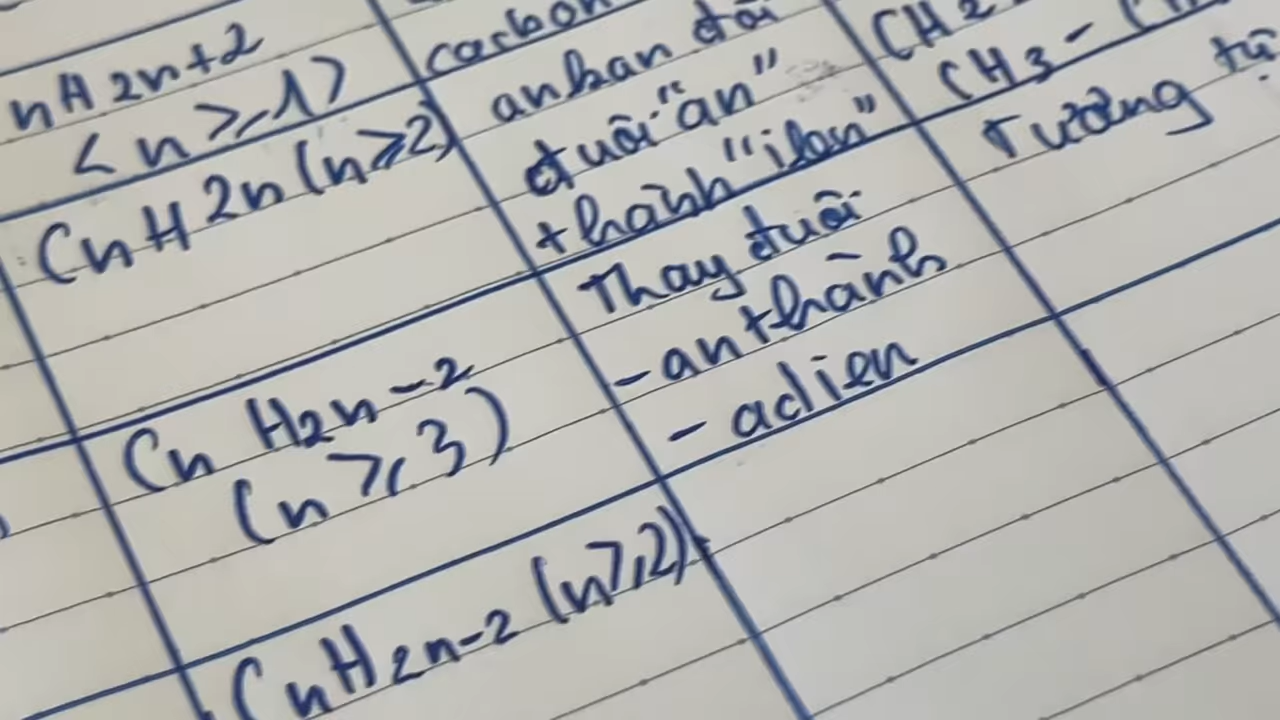 nH2n+2
<n ≥ 1>
carbon
CnH2n (n≥2)
ankan đổi
đuôi "an"
thành "ilen"
CH2
CH3 - (
CnH2n-2
(n ≥ 3)
Thay đuôi
-an thành
- adien
Tương tự
CnH2n-2 (n≥2)